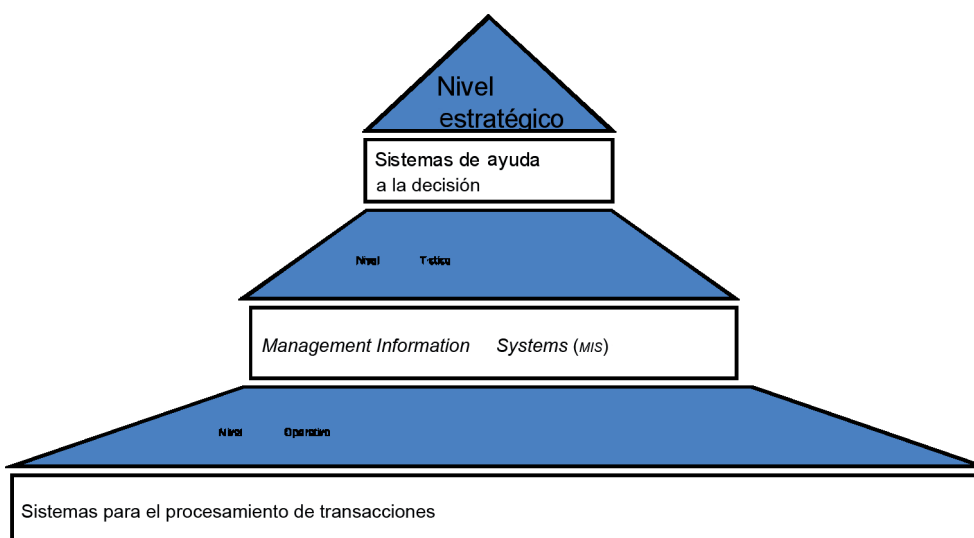 Nivel
estratégico
Sistemas de ayuda
a la decisión
Nivel
Management Information Systems (MIS)
Nivel Operativo
Sistemas para el procesamiento de transacciones